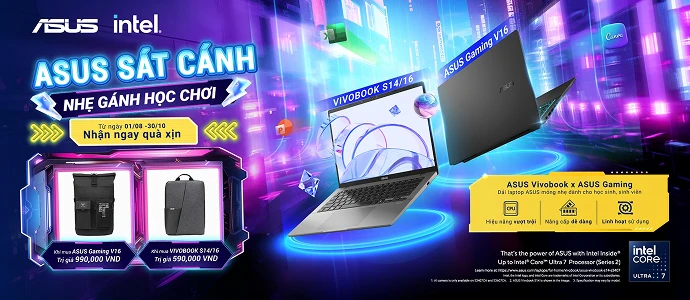 ASUS intel.
ASUS SÁT CÁNH
NHẸ GÁNH HỌC CHƠI
Từ ngày 01/08 -30/10
Nhận ngay quà xịn
Khi mua ASUS Gaming V16
Trị giá 990,000 VND
Khi mua VIVOBOOK S14/16
Trị giá 590,000 VND
VIVOBOOK S14/16
ASUS Gaming V16
Canva
ASUS Vivobook x ASUS Gaming
Dải laptop ASUS mỏng nhẹ dành cho học sinh, sinh viên
CPU
Hiệu năng vượt trội
Nâng cấp dễ dàng
Linh hoạt sử dụng
That's the power of ASUS with Intel Inside®
Up to Intel® Core™ Ultra 7 Processor (Series 2)
intel
CORE
ULTRA 7